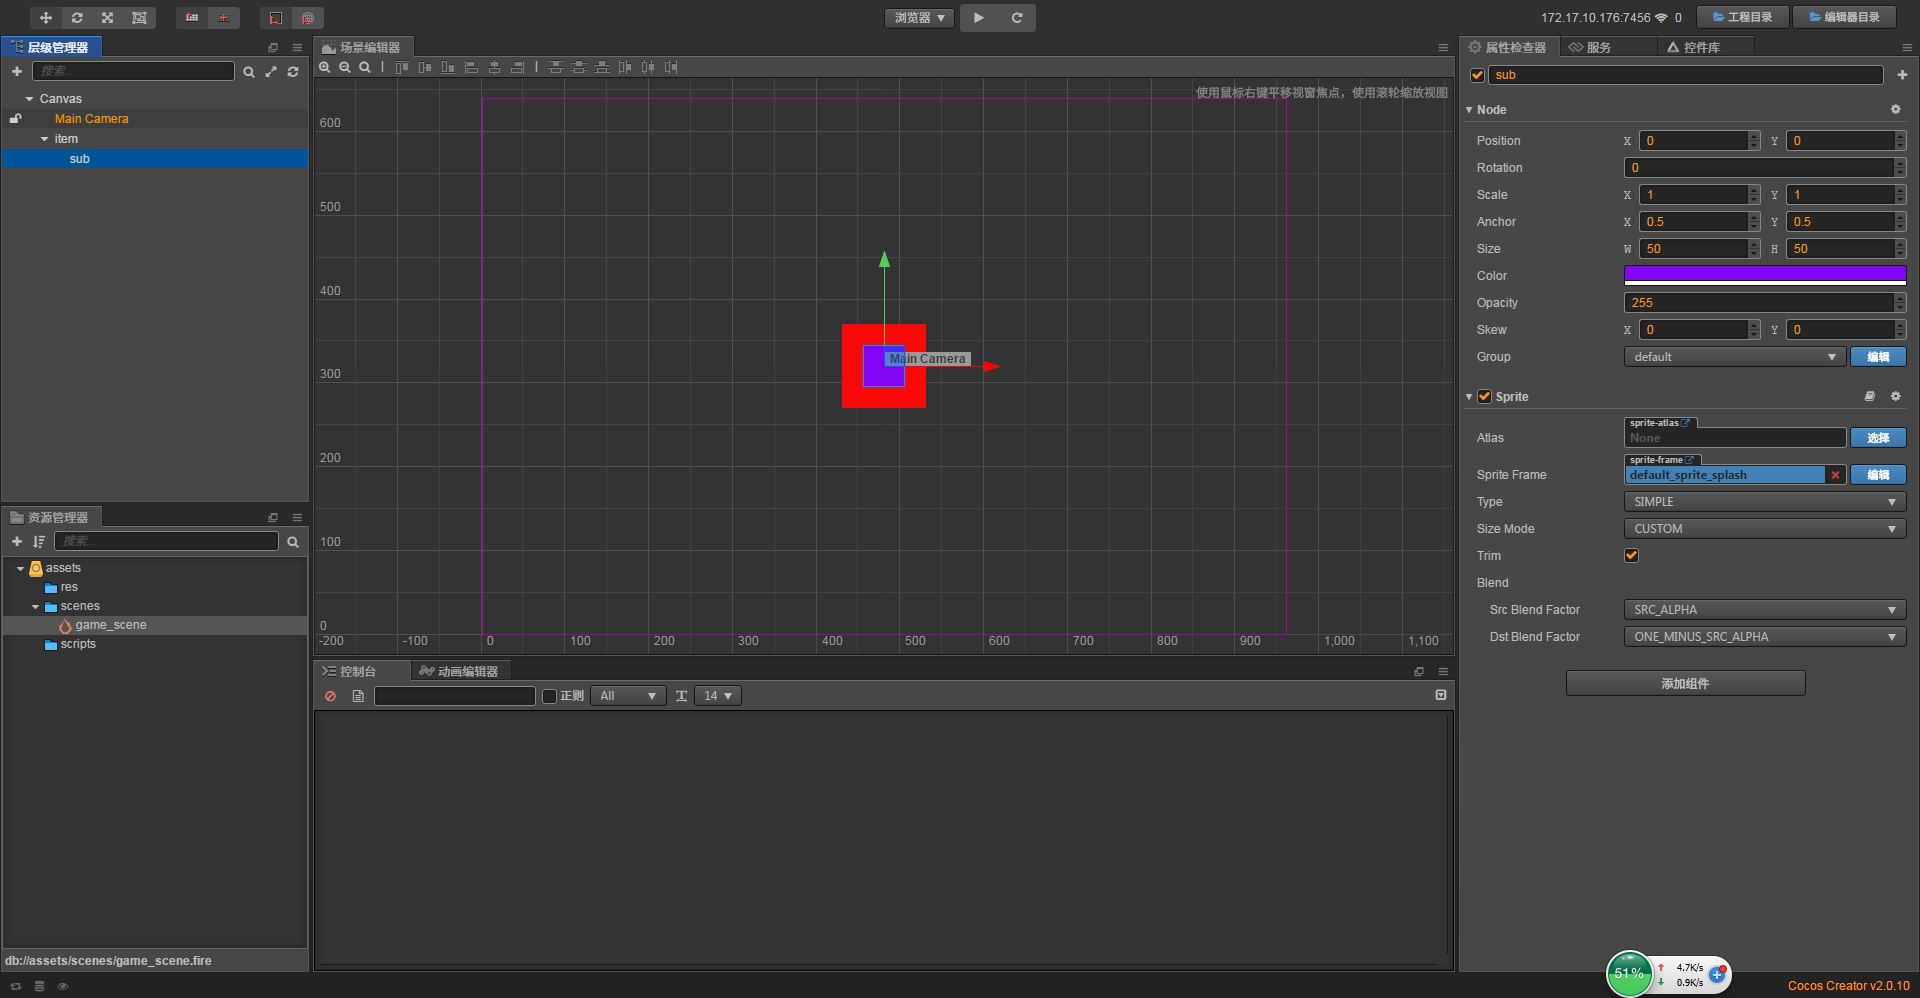 浏览器
172.17.10.176:7456 0
工程目录
编辑器目录
层级管理器
搜索...
Canvas
Main Camera
item
sub
资源管理器
搜索...
assets
res
scenes
game_scene
scripts
db://assets/scenes/game_scene.fire
场景编辑器
使用鼠标右键平移视窗焦点，使用滚轮缩放视图
600
500
400
300
200
100
0
Main Camera
-200 -100 0 100 200 300 400 500 600 700 800 900 1,000 1,100
控制台
动画编辑器
正则
All
14
属性检查器
服务
控件库
sub
Node
Position X 0 Y 0
Rotation 0
Scale X 1 Y 1
Anchor X 0.5 Y 0.5
Size W 50 H 50
Color
Opacity 255
Skew X 0 Y 0
Group default 编辑
Sprite
sprite-atlas
Atlas None 选择
sprite-frame
Sprite Frame default_sprite_splash 编辑
Type SIMPLE
Size Mode CUSTOM
Trim
Blend
Src Blend Factor SRC_ALPHA
Dst Blend Factor ONE_MINUS_SRC_ALPHA
添加组件
51%
4.7K/s
0.9K/s
Cocos Creator v2.0.10